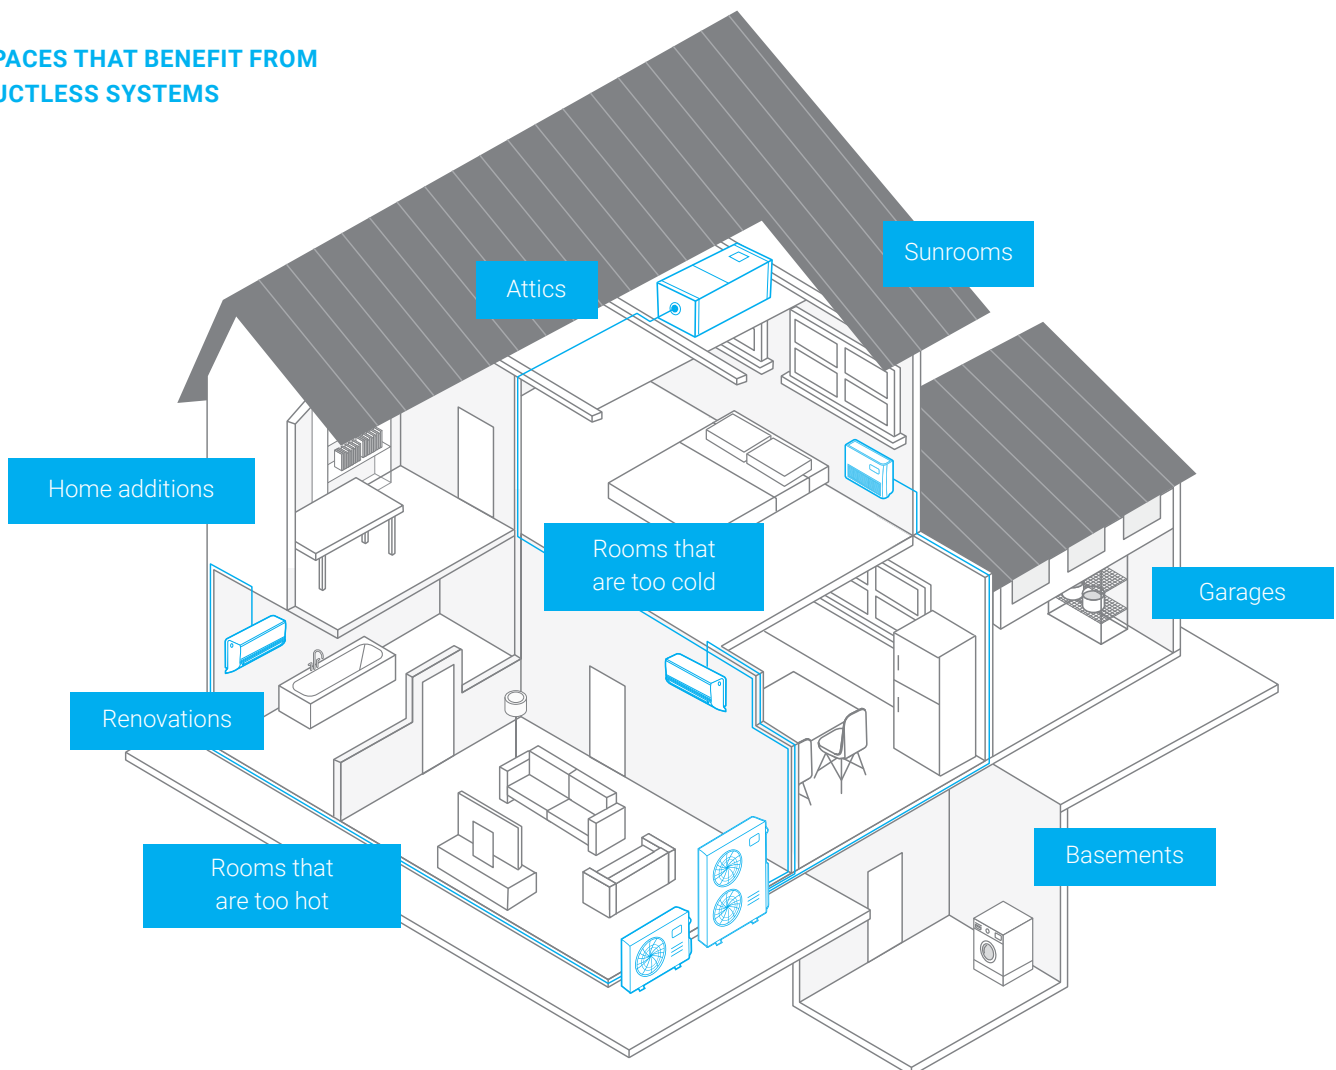 PACES THAT BENEFIT FROM
UCTLESS SYSTEMS
Sunrooms
Attics
Home additions
Rooms that
are too cold
Garages
Renovations
Rooms that
are too hot
Basements